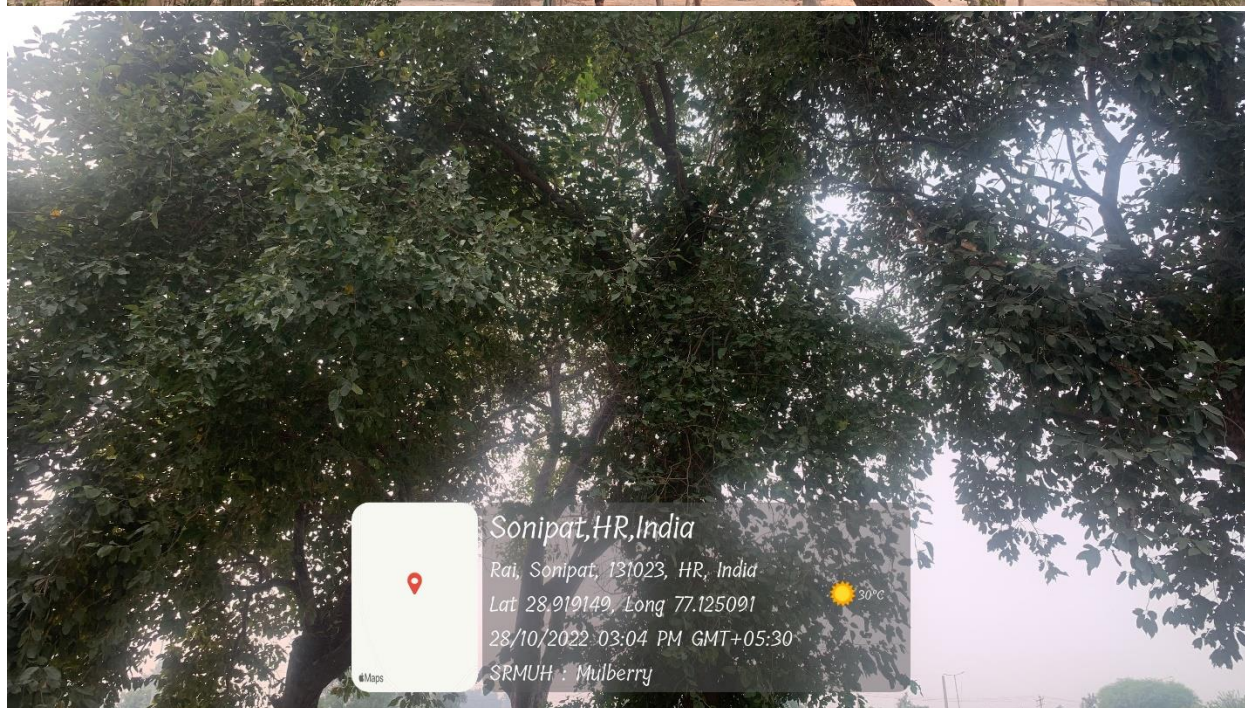 Sonipat,HR,India
Rai, Sonipat, 131023, HR, India
Lat 28.919149, Long 77.125091
30°C
28/10/2022 03:04 PM GMT+05:30
SRMUH : Mulberry
Maps